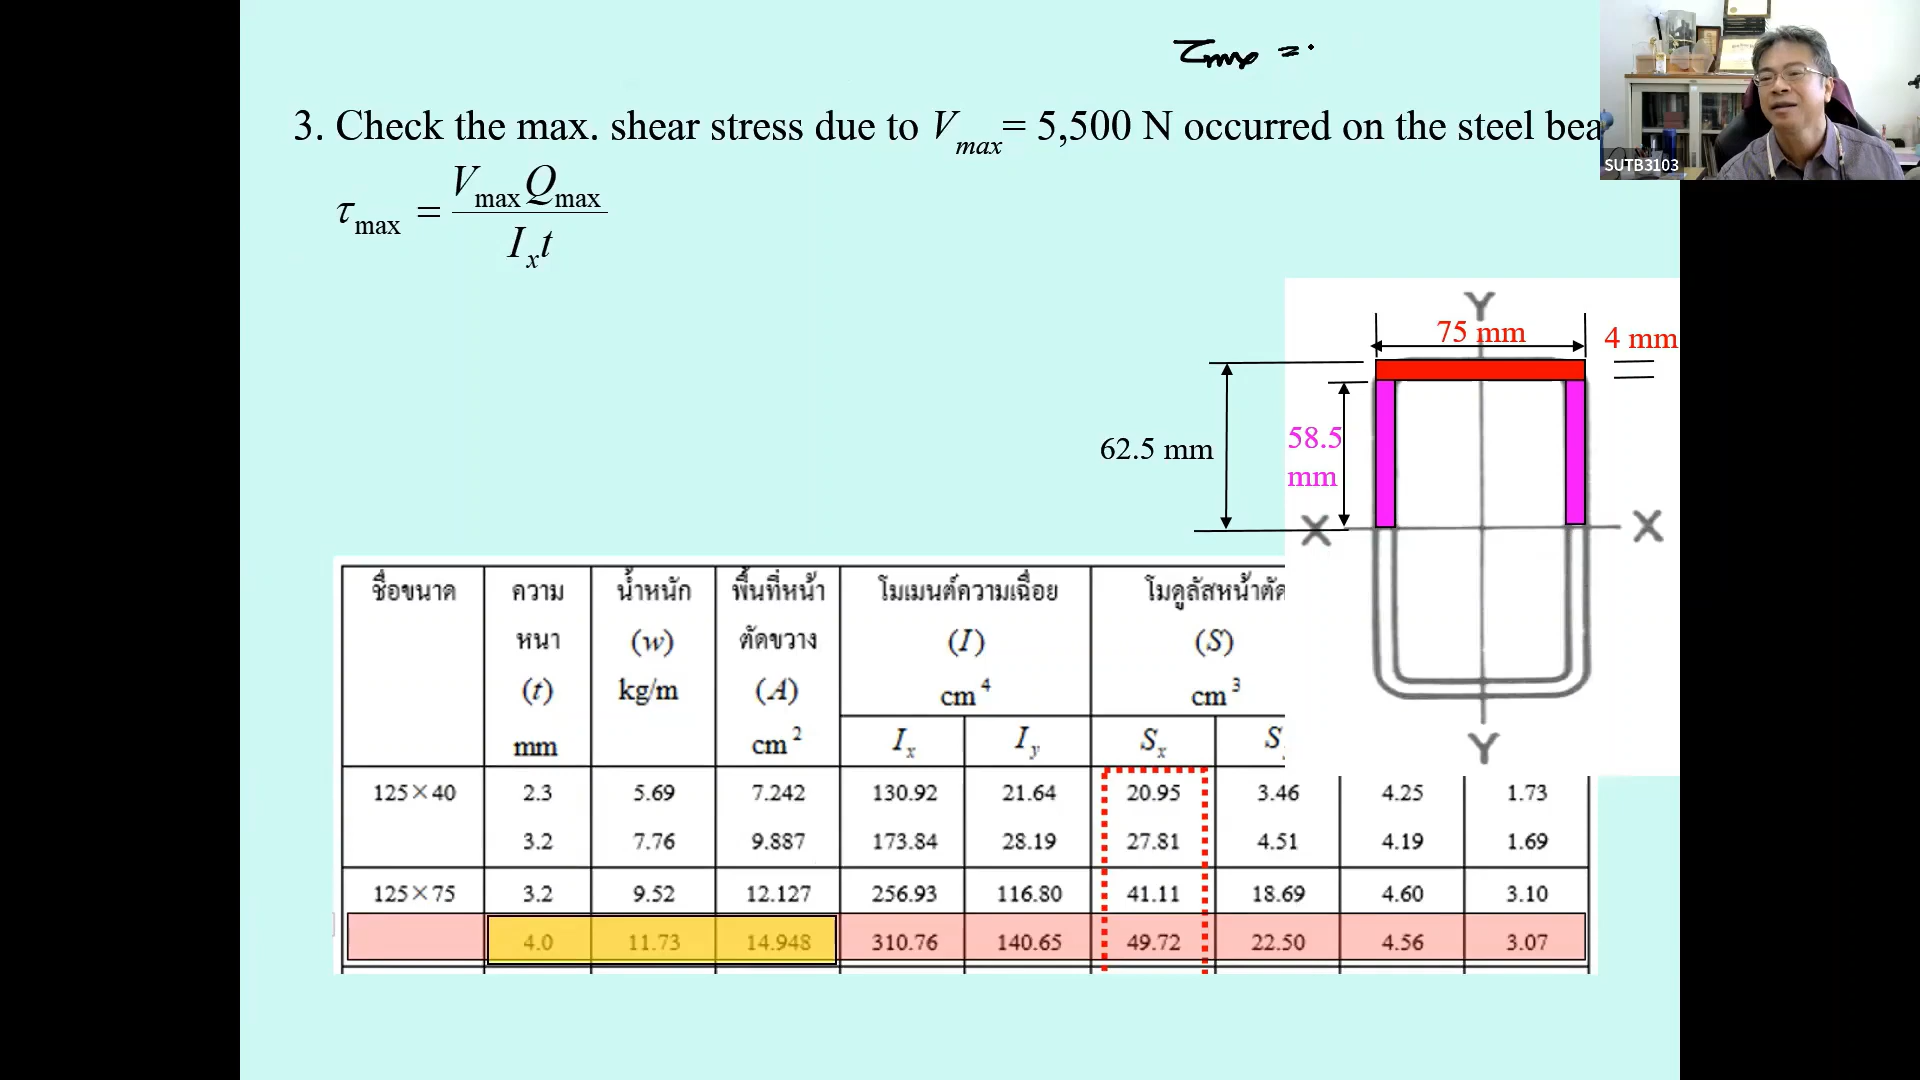 τmax =
3. Check the max. shear stress due to Vmax= 5,500 N occurred on the steel bea
SUTB3103
τmax = VmaxQmax / Ixt
Y
75 mm
4 mm
62.5 mm
58.5
mm
X X
Y
ชื่อขนาด ความ น้ำหนัก พื้นที่หน้า โมเมนต์ความเฉื่อย โมดูลัสหน้าตัด
หนา (w) ตัดขวาง (I) (S)
(t) kg/m (A) cm4 cm3
mm cm2 Ix Iy Sx S
125×40 2.3 5.69 7.242 130.92 21.64 20.95 3.46 4.25 1.73
3.2 7.76 9.887 173.84 28.19 27.81 4.51 4.19 1.69
125×75 3.2 9.52 12.127 256.93 116.80 41.11 18.69 4.60 3.10
4.0 11.73 14.948 310.76 140.65 49.72 22.50 4.56 3.07